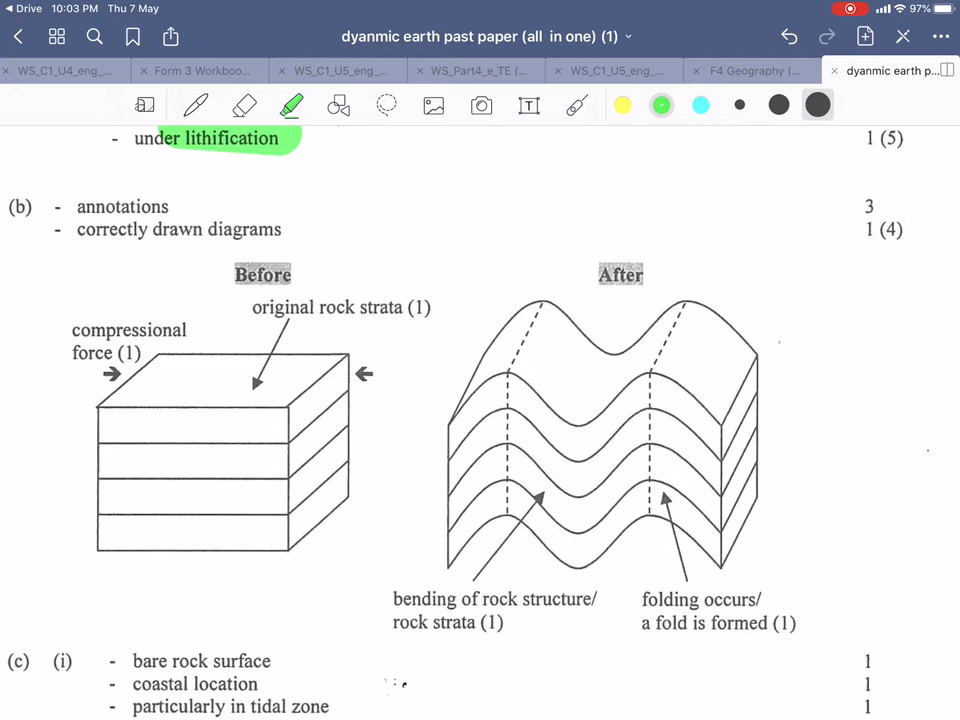 Drive 10:03 PM Thu 7 May 97%
dyanmic earth past paper (all in one) (1)
WS_C1_U4_eng_... Form 3 Workboo... WS_C1_U5_eng_... WS_Part4_e_TE (... WS_C1_U5_eng_... F4 Geography (... dyanmic earth p...
- under lithification 1 (5)
(b) - annotations 3
- correctly drawn diagrams 1 (4)
Before After
original rock strata (1)
compressional
force (1)
bending of rock structure/
rock strata (1)
folding occurs/
a fold is formed (1)
(c) (i) - bare rock surface 1
- coastal location 1
- particularly in tidal zone 1